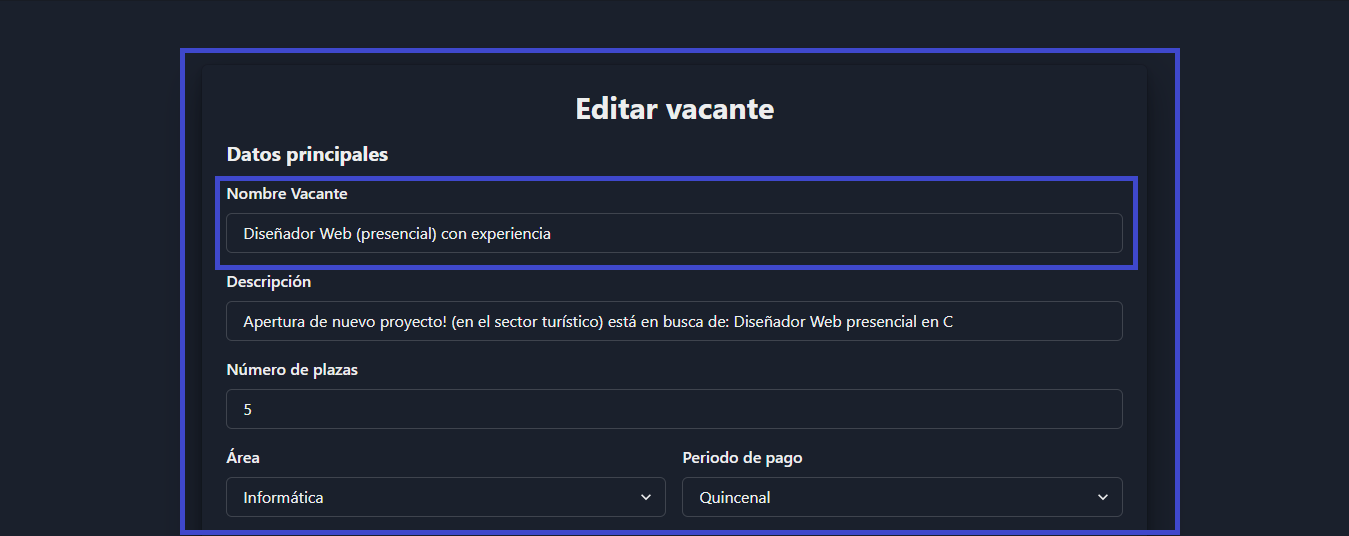 Editar vacante
Datos principales
Nombre Vacante
Diseñador Web (presencial) con experiencia
Descripción
Apertura de nuevo proyecto! (en el sector turístico) está en busca de: Diseñador Web presencial en C
Número de plazas
5
Área
Periodo de pago
Informática
Quincenal